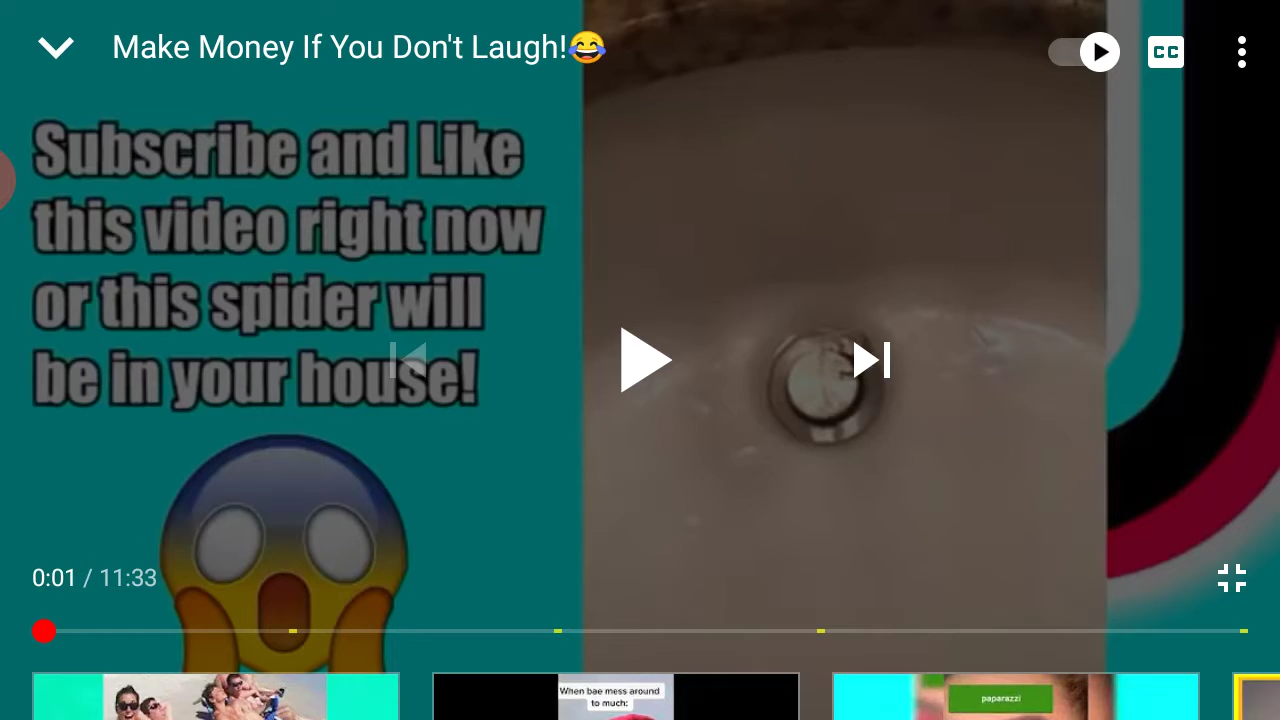 Make Money If You Don't Laugh!😂
CC
Subscribe and Like
this video right now
or this spider will
be in your house!
0:01 / 11:33
When bae mess around
to much:
paparazzi